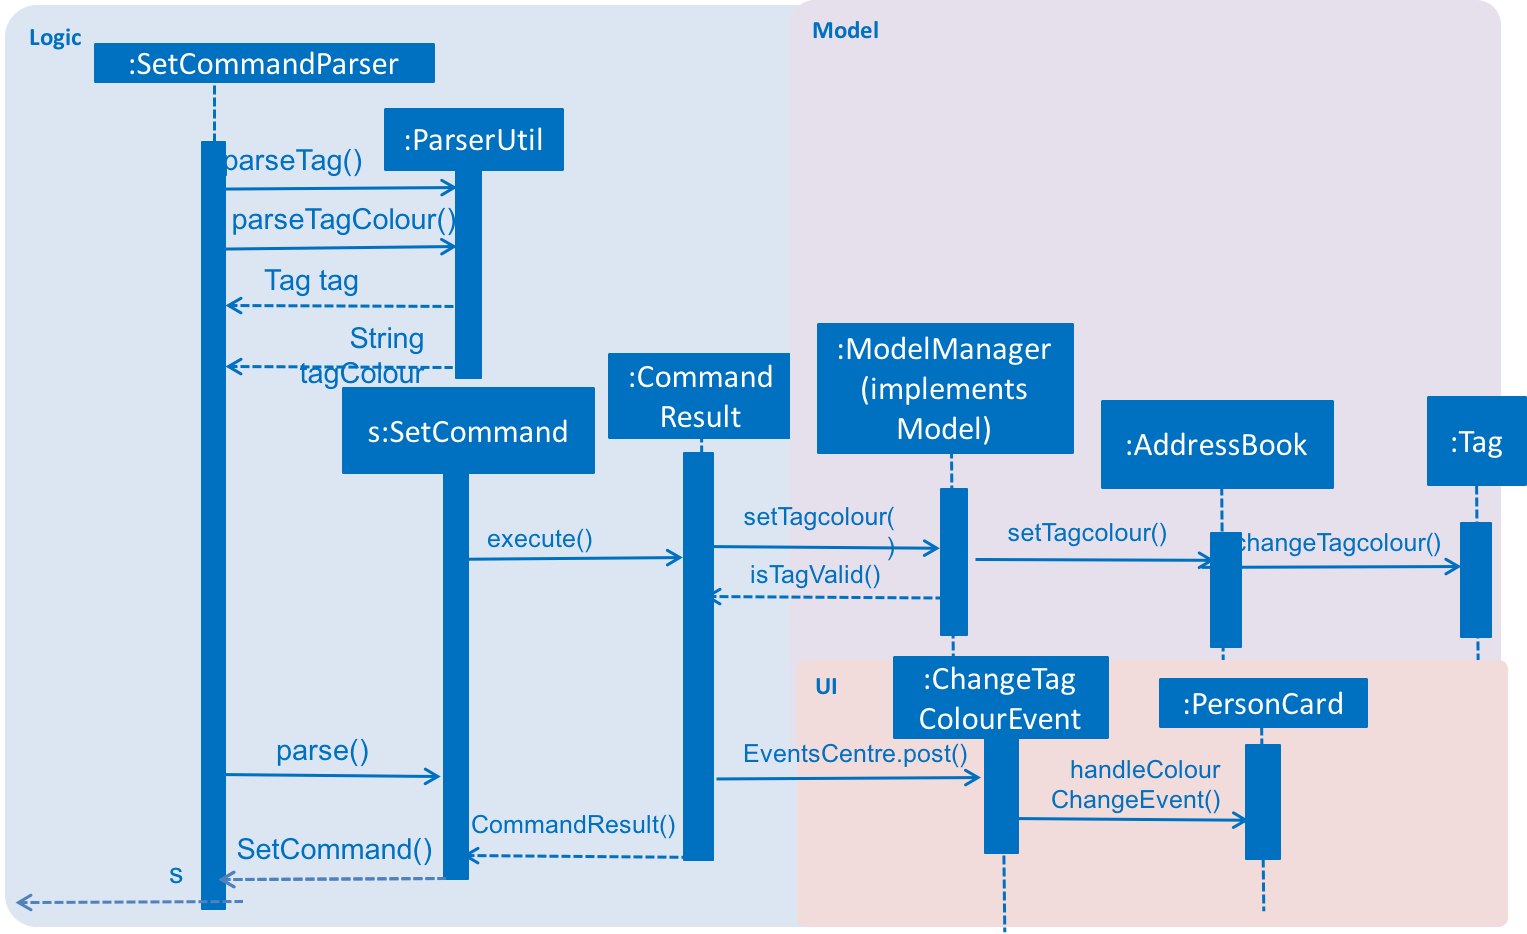 Logic
Model
:SetCommandParser
:ParserUtil
parseTag()
parseTagColour()
Tag tag
String
tagColour
:ModelManager
(implements
Model)
:Command
Result
s:SetCommand
:AddressBook
:Tag
setTagcolour(
)
execute()
setTagcolour()
changeTagcolour()
isTagValid()
UI
:ChangeTag
ColourEvent
:PersonCard
parse()
EventsCentre.post()
handleColour
ChangeEvent()
CommandResult()
SetCommand()
s